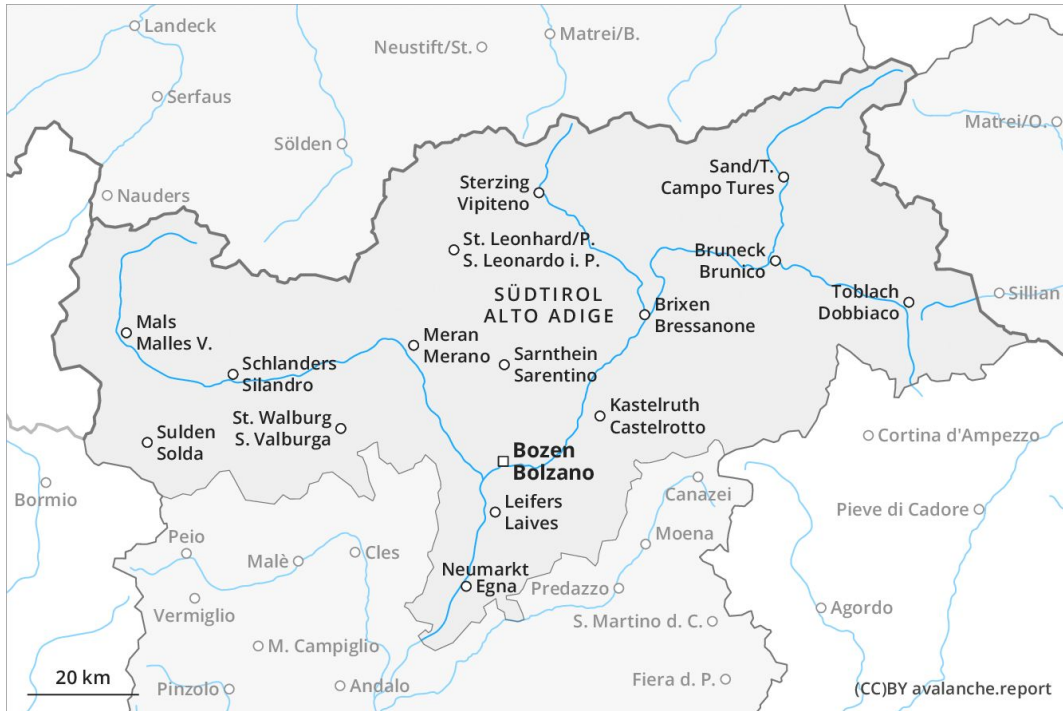 Landeck
Neustift/St.
Matrei/B.
Serfaus
Matrei/O.
Sölden
Sand/T.
Campo Tures
Nauders
Sterzing
Vipiteno
St. Leonhard/P.
S. Leonardo i. P.
Bruneck
Brunico
SÜDTIROL
ALTO ADIGE
Brixen
Bressanone
Toblach
Dobbiaco
Sillian
Mals
Malles V.
Meran
Merano
Schlanders
Silandro
Sarnthein
Sarentino
St. Walburg
S. Valburga
Kastelruth
Castelrotto
Sulden
Solda
Cortina d'Ampezzo
Bozen
Bolzano
Bormio
Canazei
Leifers
Laives
Pieve di Cadore
Peio
Malè
Cles
Moena
Neumarkt
Egna
Predazzo
Vermiglio
Agordo
S. Martino d. C.
M. Campiglio
20 km
Pinzolo
Andalo
Fiera d. P.
(CC)BY avalanche.report